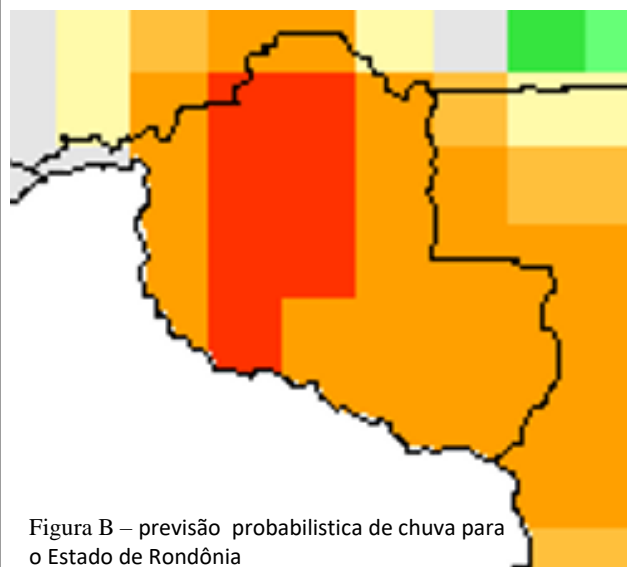 Figura B – previsão probabilistica de chuva para
o Estado de Rondônia